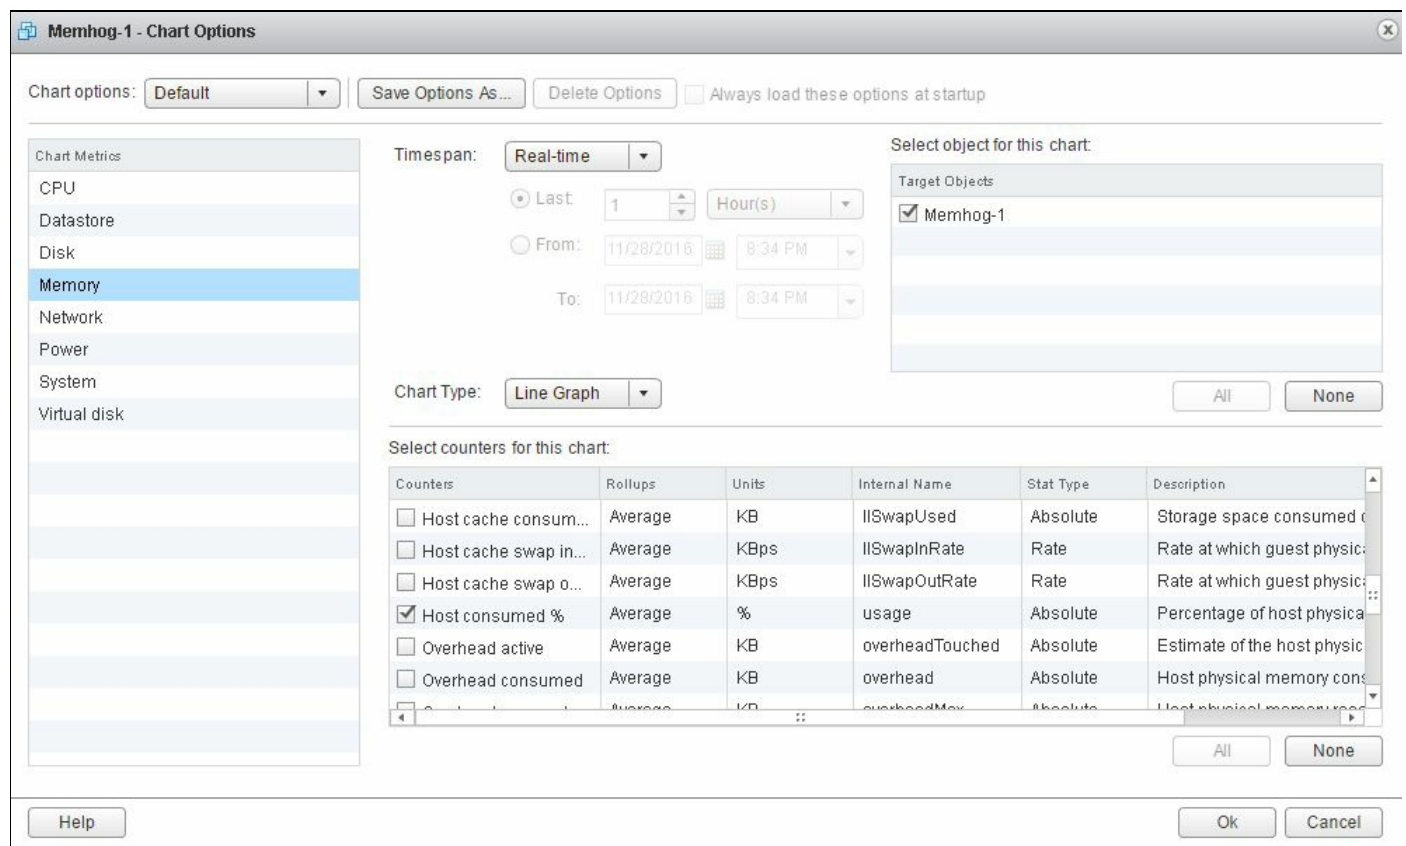 Memhog-1 - Chart Options
Chart options: Default Save Options As... Delete Options Always load these options at startup
Chart Metrics
CPU
Datastore
Disk
Memory
Network
Power
System
Virtual disk
Timespan: Real-time
Last: 1 Hour(s)
From: 11/28/2016 8:34 PM
To: 11/28/2016 8:34 PM
Chart Type: Line Graph
Select object for this chart:
Target Objects
Memhog-1
All None
Select counters for this chart:
Counters Rollups Units Internal Name Stat Type Description
Host cache consum... Average KB llSwapUsed Absolute Storage space consumed
Host cache swap in... Average KBps llSwapInRate Rate Rate at which guest physic
Host cache swap o... Average KBps llSwapOutRate Rate Rate at which guest physic
Host consumed % Average % usage Absolute Percentage of host physica
Overhead active Average KB overheadTouched Absolute Estimate of the host physic
Overhead consumed Average KB overhead Absolute Host physical memory cons
Average KB overheadMax Absolute Host physical memory
All None
Help Ok Cancel